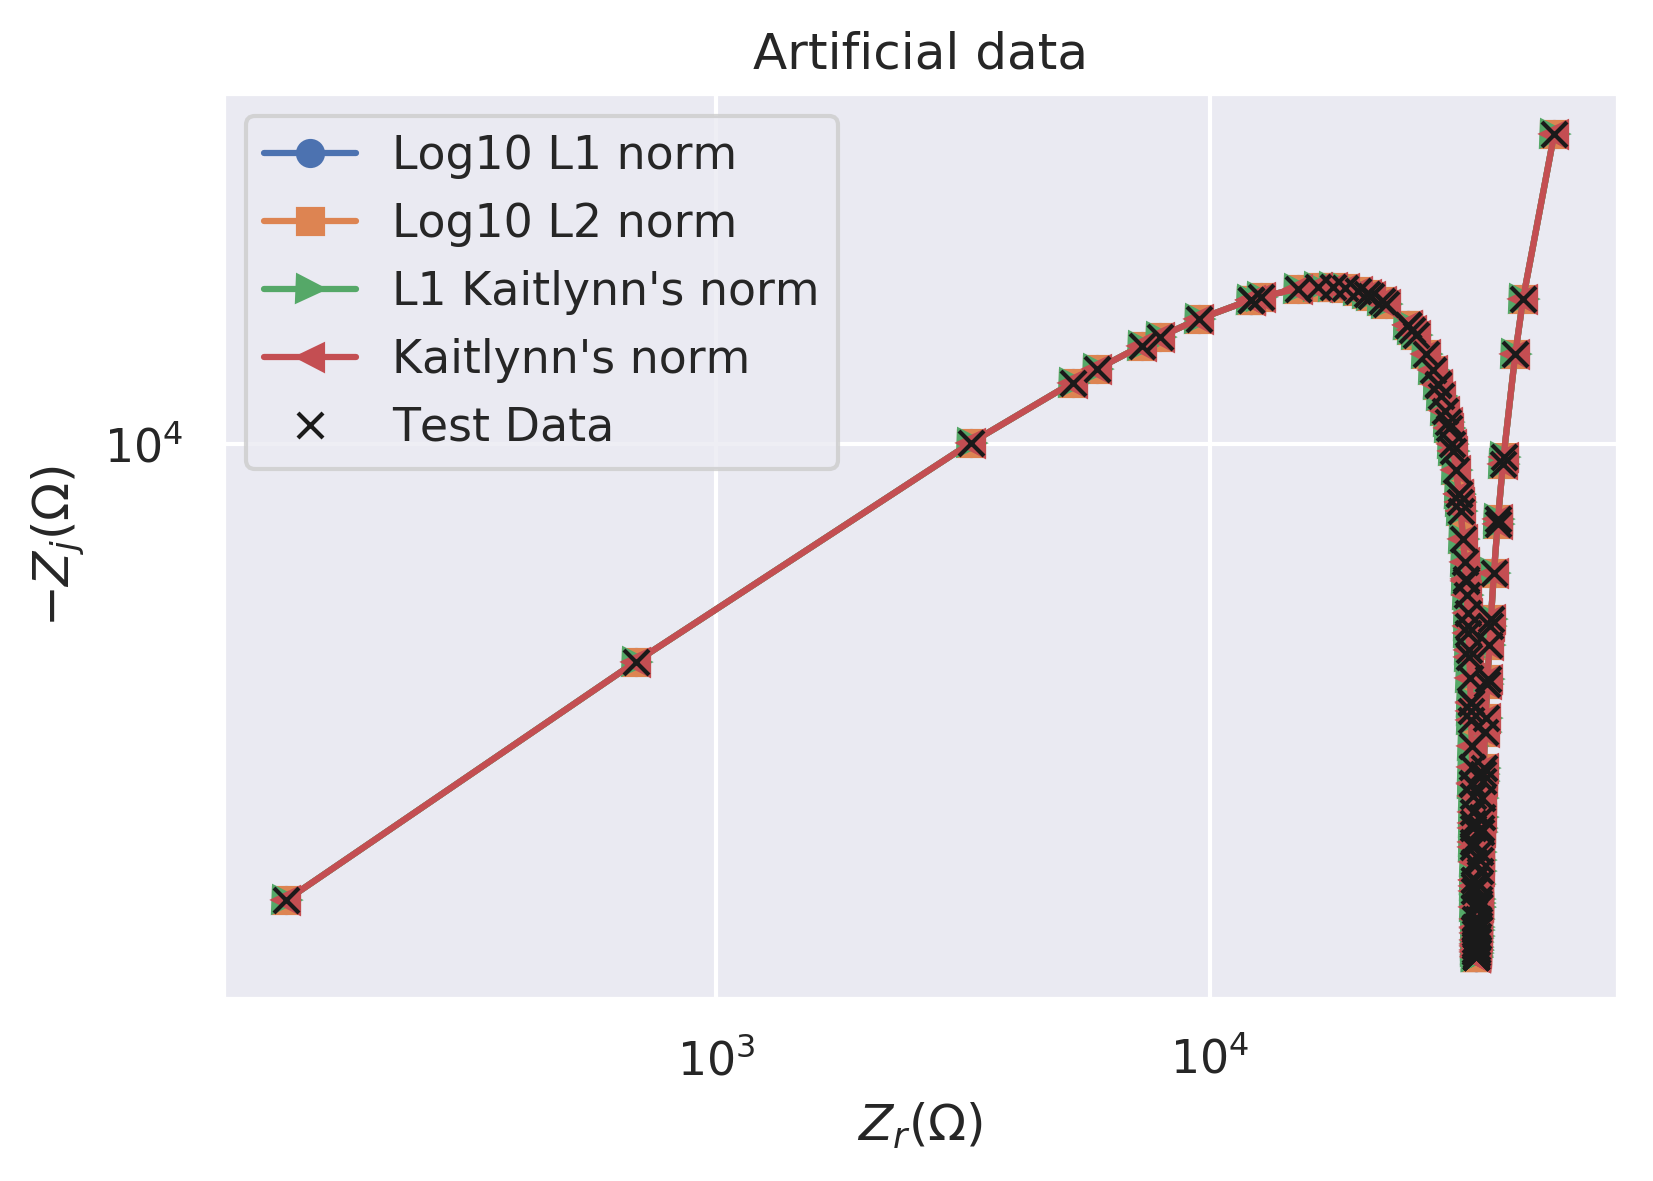 Artificial data
Log10 L1 norm
Log10 L2 norm
L1 Kaitlynn's norm
Kaitlynn's norm
Test Data
10⁴
−Z_j(Ω)
10³ 10⁴
Z_r(Ω)